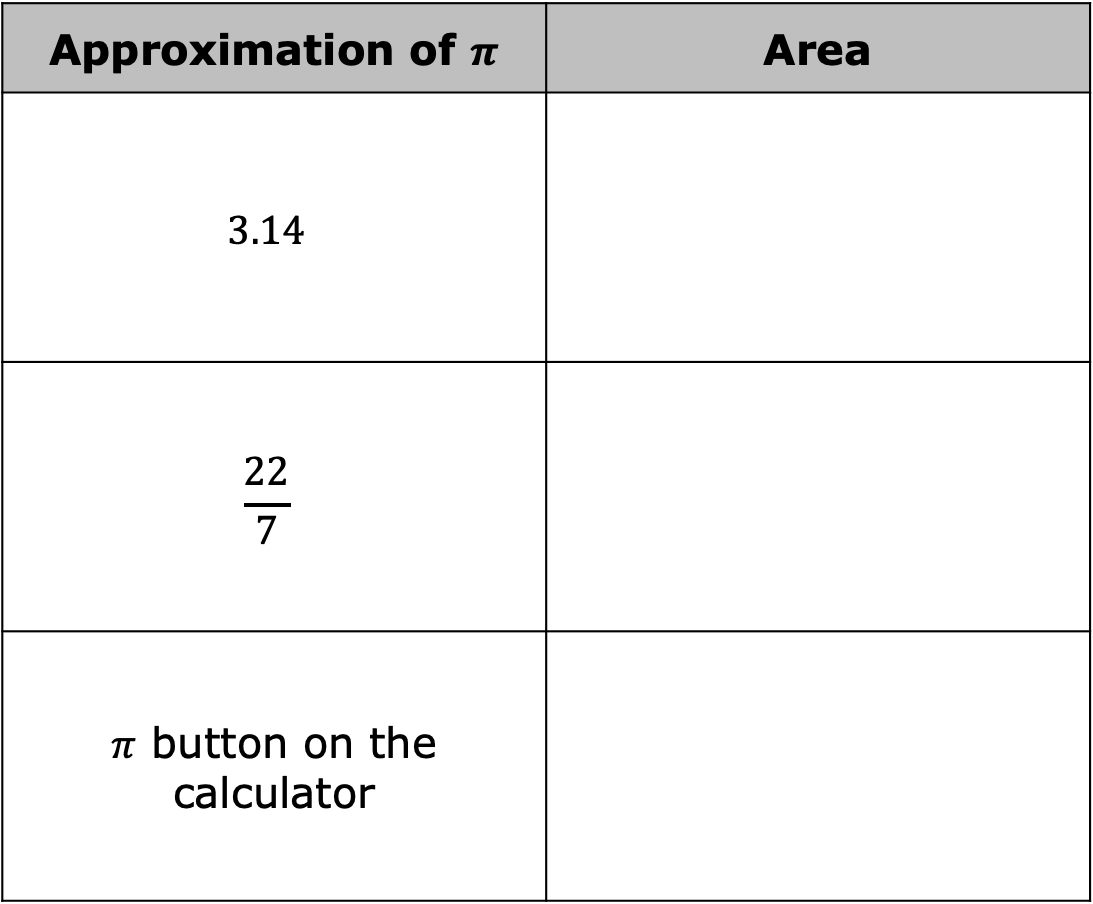 Approximation of π Area
3.14
22
7
π button on the
calculator